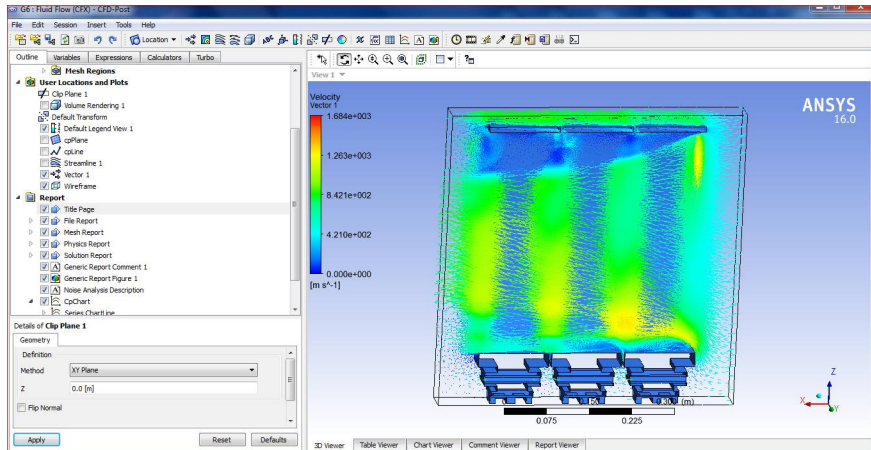 G6 : Fluid Flow (CFX) - CFD-Post
File Edit Session Insert Tools Help
Location
Outline Variables Expressions Calculators Turbo
Mesh Regions
User Locations and Plots
Clip Plane 1
Volume Rendering 1
Default Transform
Default Legend View 1
cpPlane
cpLine
Streamline 1
Vector 1
Wireframe
Report
Title Page
File Report
Mesh Report
Physics Report
Solution Report
Generic Report Comment 1
Generic Report Figure 1
Noise Analysis Description
CpChart
Series ChartLine
Details of Clip Plane 1
Geometry
Definition
Method XY Plane
Z 0.0 [m]
Flip Normal
Apply Reset Defaults
View 1
Velocity
Vector 1
1.684e+003
1.263e+003
8.421e+002
4.210e+002
0.000e+000
[m s^-1]
ANSYS
16.0
0.300 (m)
0.075 0.225
Z
X
Y
3D Viewer Table Viewer Chart Viewer Comment Viewer Report Viewer